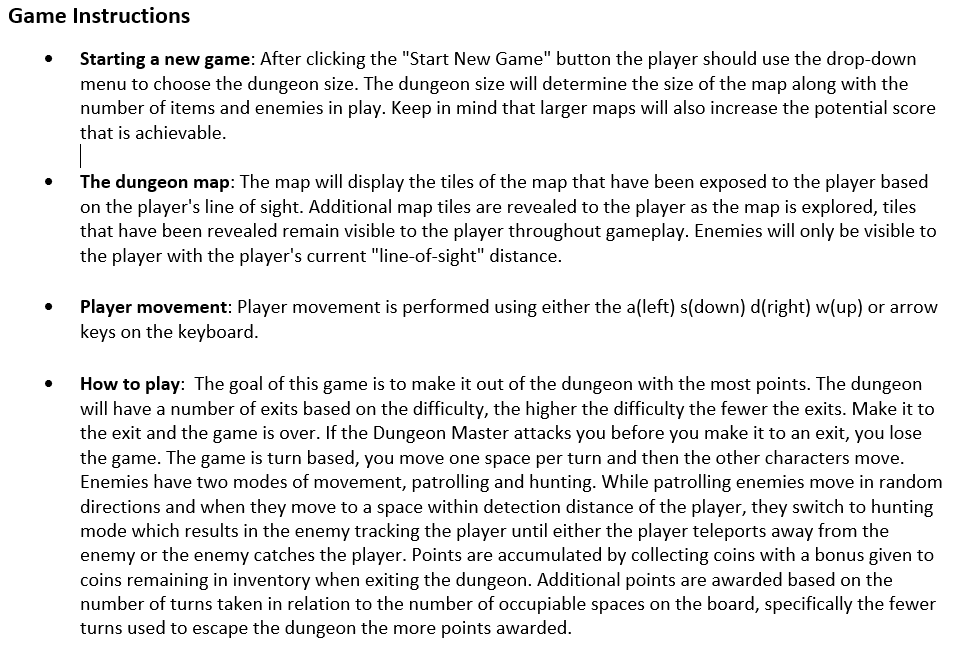 Game Instructions
• Starting a new game: After clicking the "Start New Game" button the player should use the drop-down
menu to choose the dungeon size. The dungeon size will determine the size of the map along with the
number of items and enemies in play. Keep in mind that larger maps will also increase the potential score
that is achievable.
• The dungeon map: The map will display the tiles of the map that have been exposed to the player based
on the player's line of sight. Additional map tiles are revealed to the player as the map is explored, tiles
that have been revealed remain visible to the player throughout gameplay. Enemies will only be visible to
the player with the player's current "line-of-sight" distance.
• Player movement: Player movement is performed using either the a(left) s(down) d(right) w(up) or arrow
keys on the keyboard.
• How to play:  The goal of this game is to make it out of the dungeon with the most points. The dungeon
will have a number of exits based on the difficulty, the higher the difficulty the fewer the exits. Make it to
the exit and the game is over. If the Dungeon Master attacks you before you make it to an exit, you lose
the game. The game is turn based, you move one space per turn and then the other characters move.
Enemies have two modes of movement, patrolling and hunting. While patrolling enemies move in random
directions and when they move to a space within detection distance of the player, they switch to hunting
mode which results in the enemy tracking the player until either the player teleports away from the
enemy or the enemy catches the player. Points are accumulated by collecting coins with a bonus given to
coins remaining in inventory when exiting the dungeon. Additional points are awarded based on the
number of turns taken in relation to the number of occupiable spaces on the board, specifically the fewer
turns used to escape the dungeon the more points awarded.